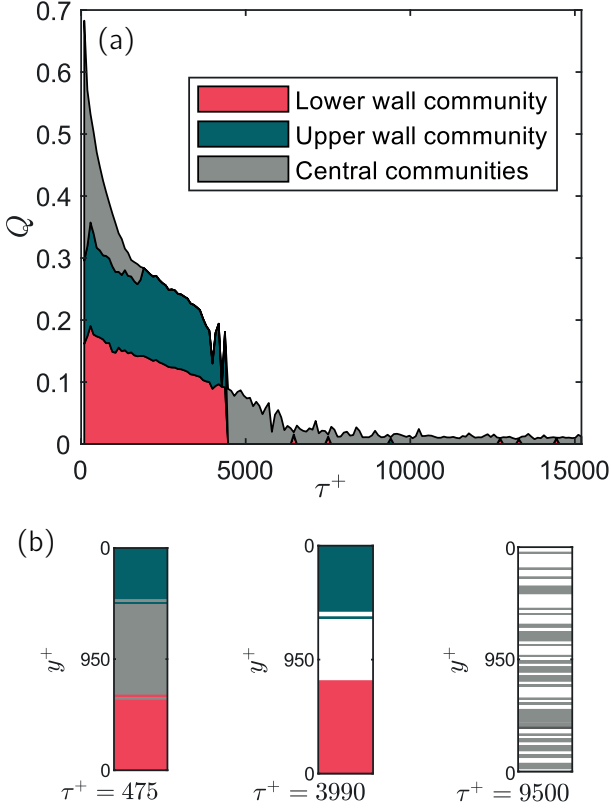 0.7
(a)
0.6
Lower wall community
0.5
Upper wall community
0.4
Central communities
Q
0.3
0.2
0.1
0
0 5000 10000 15000
τ+
(b)
0 0 0
y+ 950 y+ 950 y+ 950
0 0 0
τ+ = 475 τ+ = 3990 τ+ = 9500